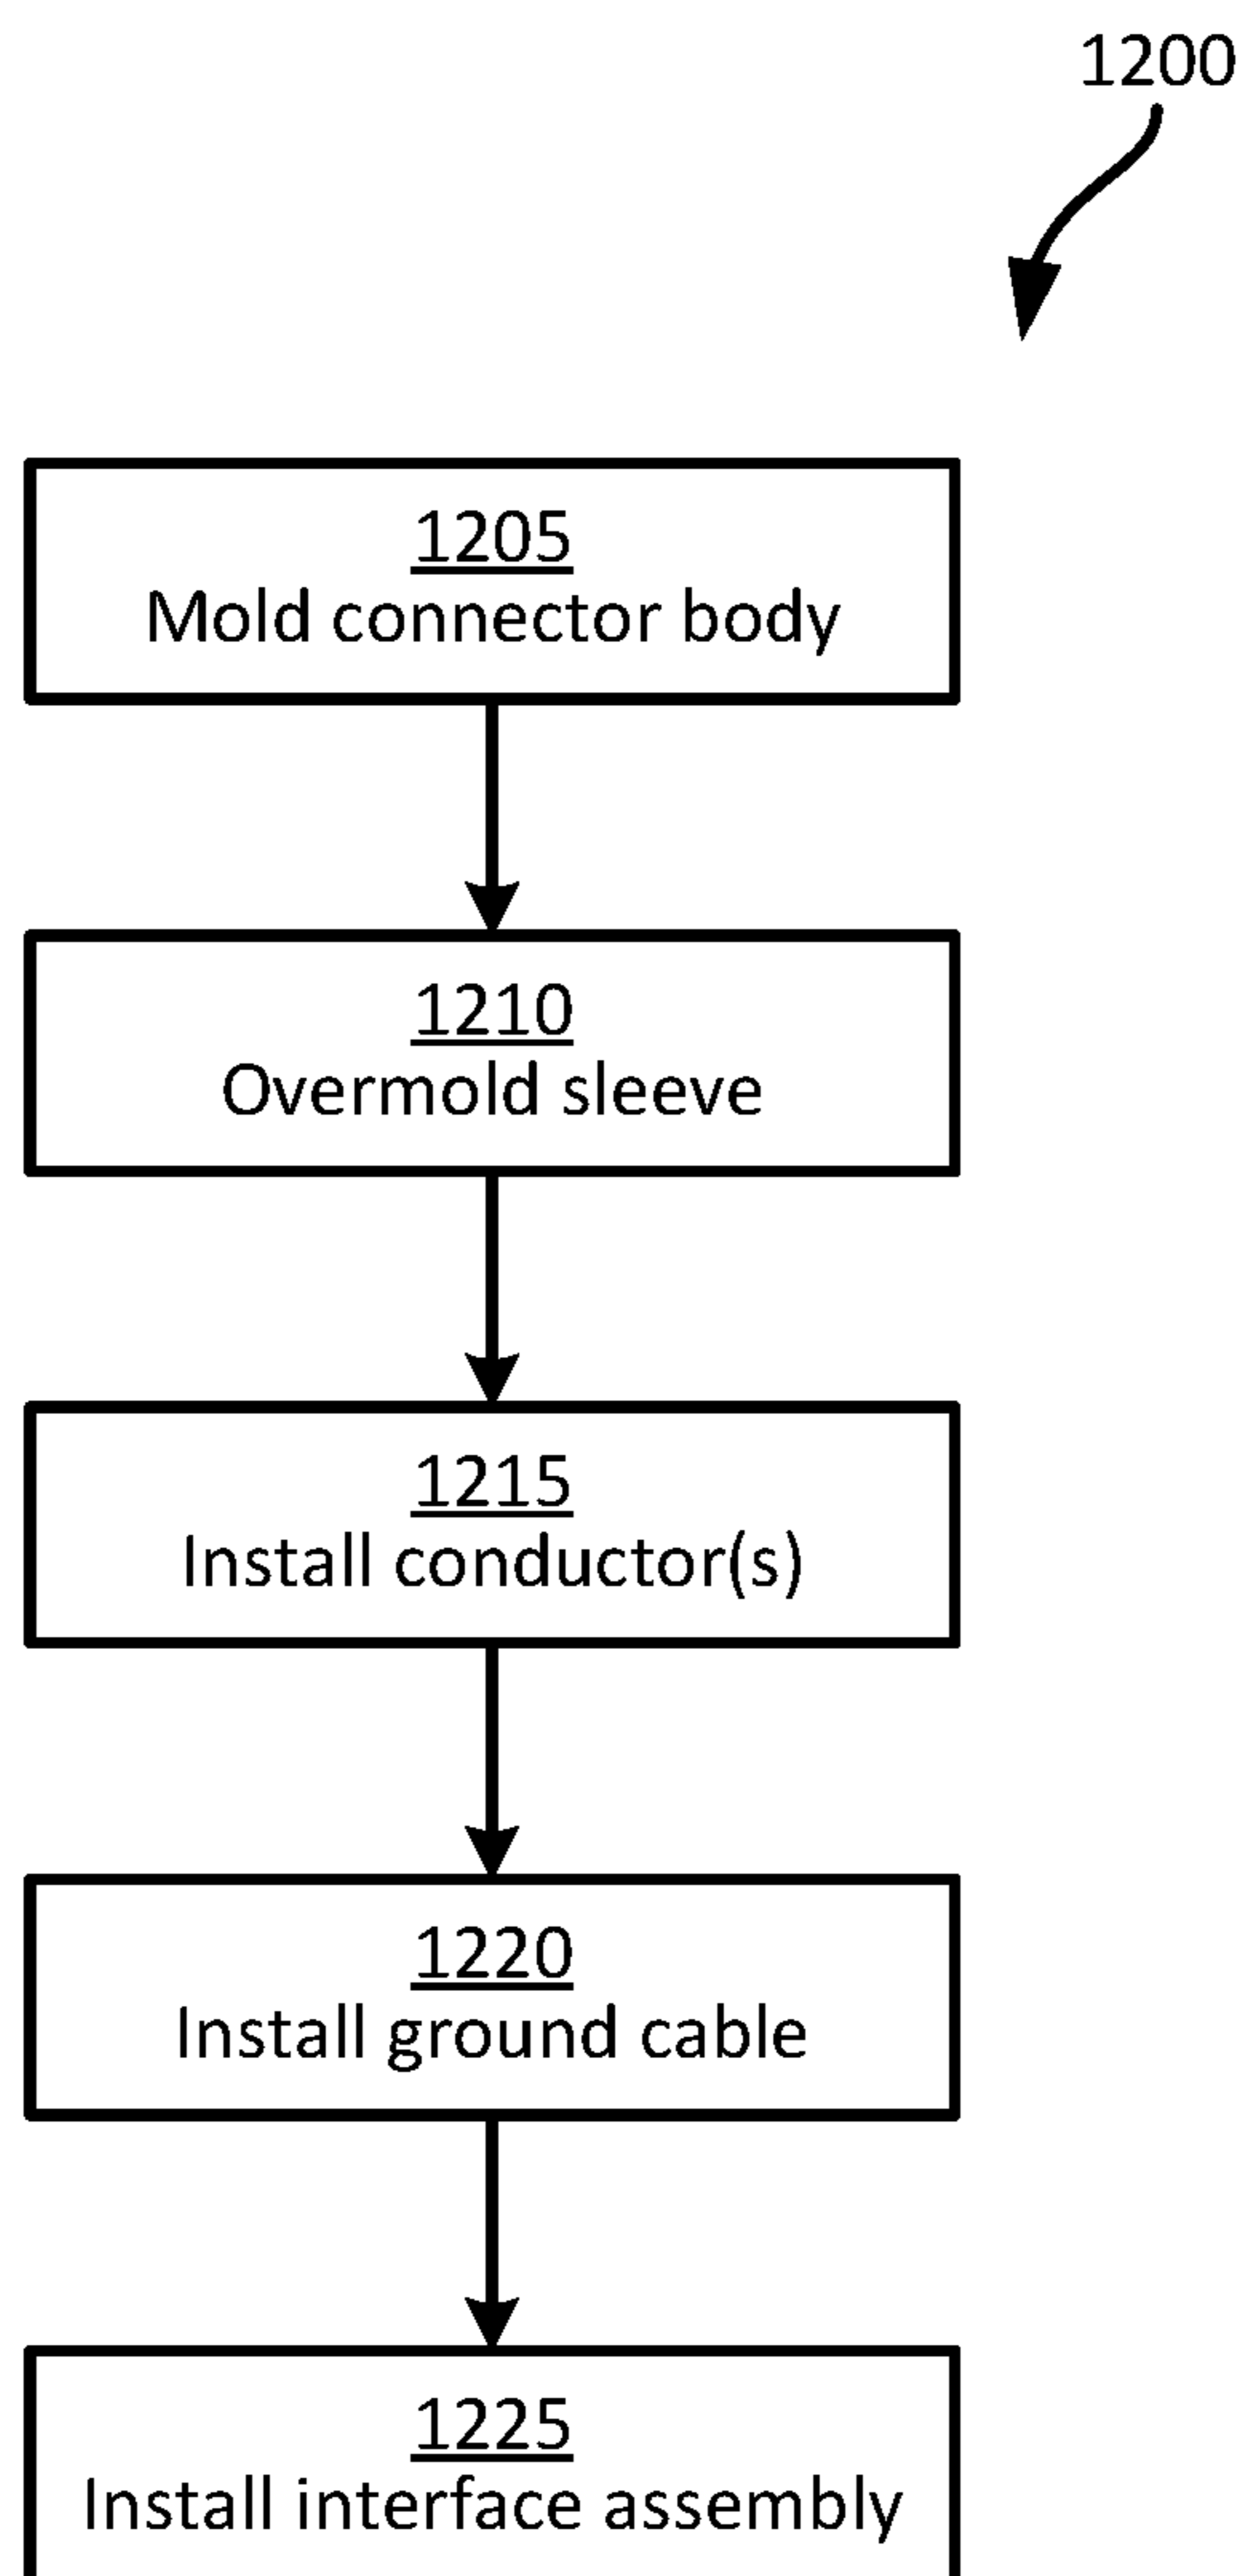 1200
1205
Mold connector body
1210
Overmold sleeve
1215
Install conductor(s)
1220
Install ground cable
1225
Install interface assembly